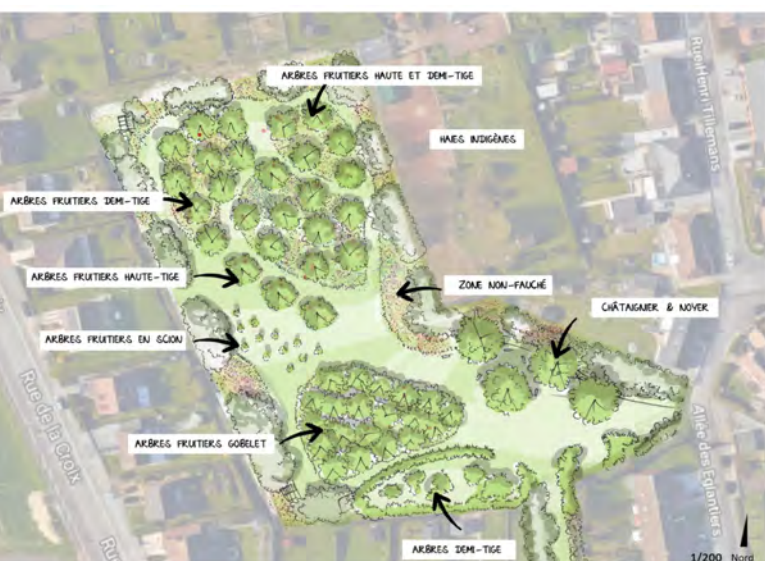 ARBRES FRUITIERS HAUTE ET DEMI-TIGE
Rue Henri Tillemans
HAIES INDIGÈNES
ARBRES FRUITIERS DEMI-TIGE
ARBRES FRUITIERS HAUTE-TIGE
ZONE NON-FAUCHÉ
CHÂTAIGNIER & NOYER
ARBRES FRUITIERS EN SCION
Rue de la Croix
ARBRES FRUITIERS GOBELET
Allée des Eglantiers
ARBRES DEMI-TIGE
Ru
1/200 Nord